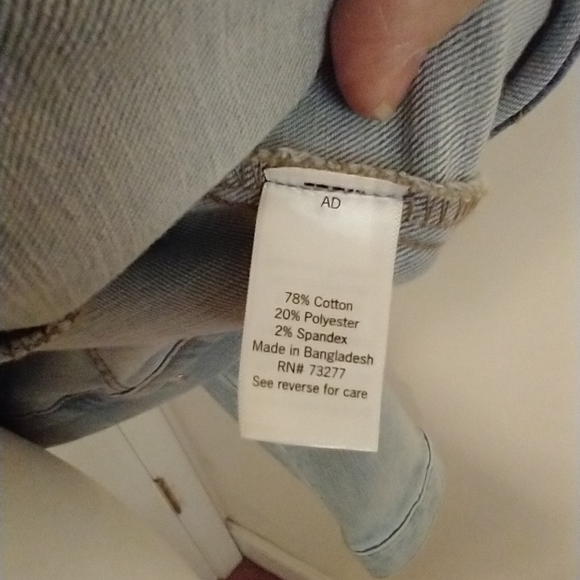 AD
78% Cotton
20% Polyester
2% Spandex
Made in Bangladesh
RN# 73277
See reverse for care